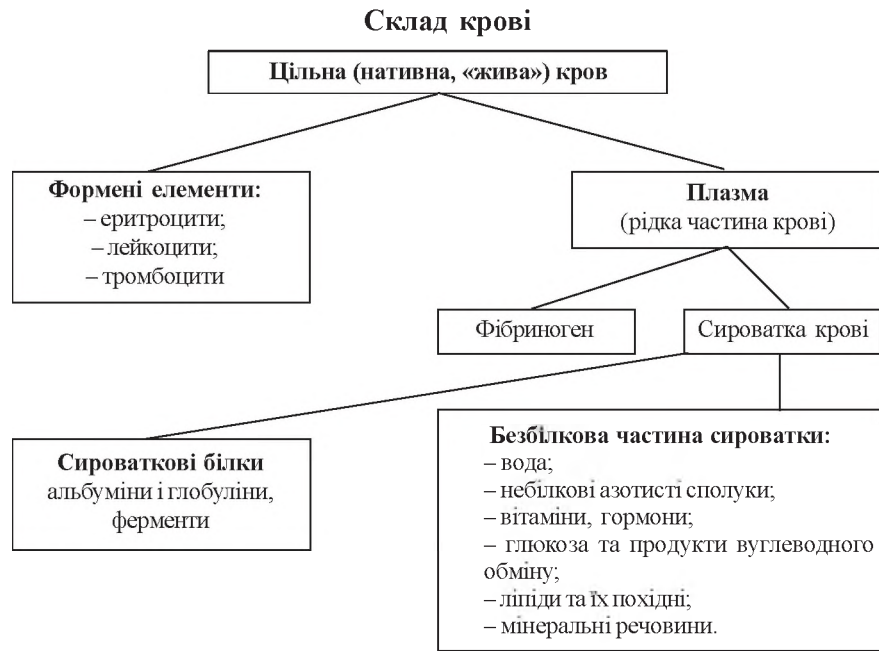 Склад крові
Цільна (нативна, «жива») кров
Формені елементи:
– еритроцити;
– лейкоцити;
– тромбоцити
Плазма
(рідка частина крові)
Фібриноген
Сироватка крові
Сироваткові білки
альбуміни і глобуліни,
ферменти
Безбілкова частина сироватки:
– вода;
– небілкові азотисті сполуки;
– вітаміни, гормони;
– глюкоза та продукти вуглеводного
обміну;
– ліпіди та їх похідні;
– мінеральні речовини.